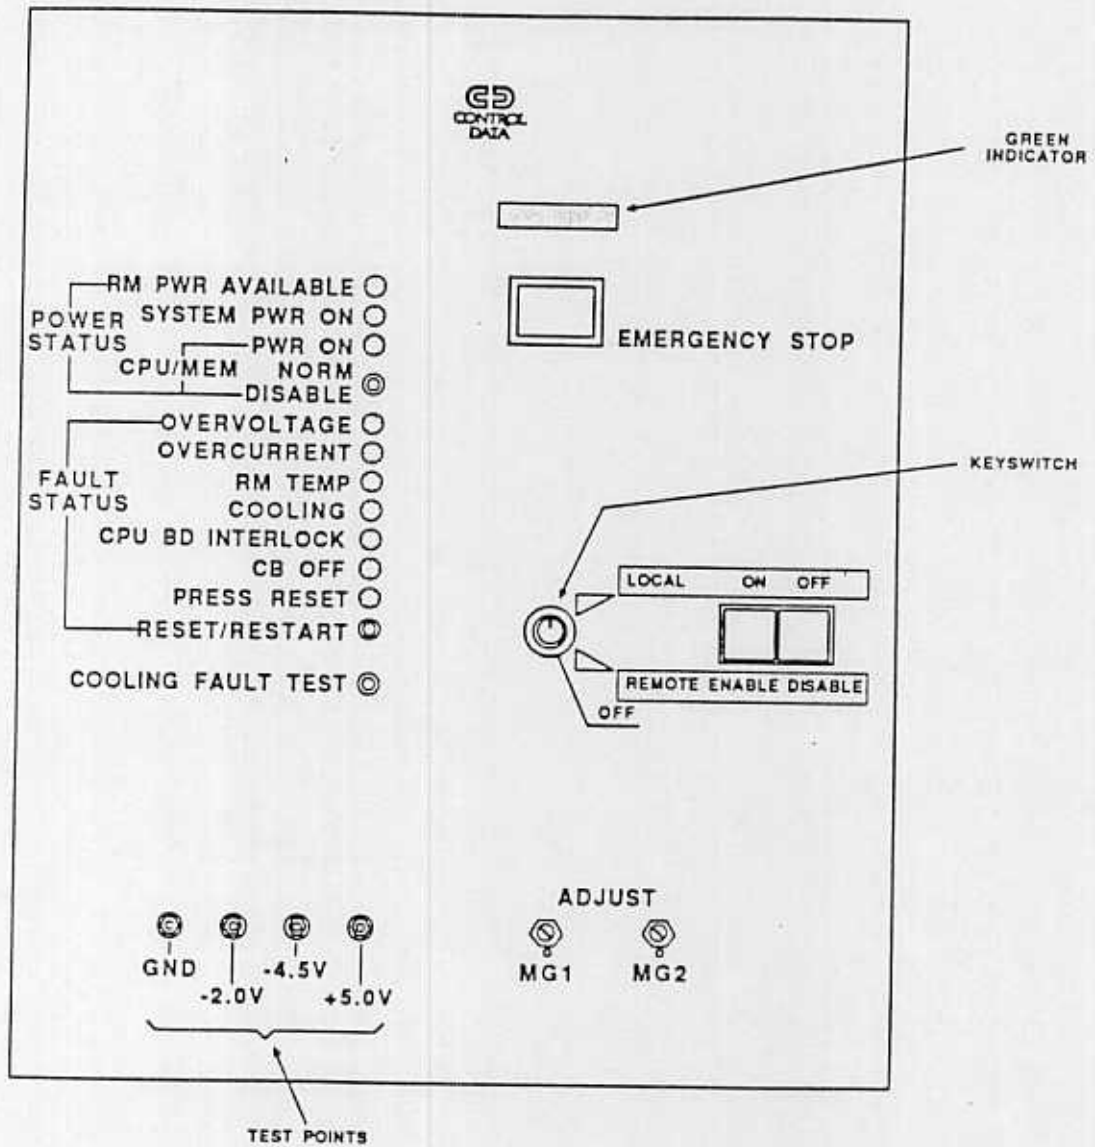 CONTROL
DATA
GREEN
INDICATOR
RM PWR AVAILABLE
POWER
STATUS
SYSTEM PWR ON
PWR ON
CPU/MEM
NORM
DISABLE
EMERGENCY STOP
FAULT
STATUS
OVERVOLTAGE
OVERCURRENT
RM TEMP
COOLING
CPU BD INTERLOCK
CB OFF
PRESS RESET
RESET/RESTART
COOLING FAULT TEST
KEYSWITCH
LOCAL ON OFF
REMOTE ENABLE DISABLE
OFF
GND
-2.0V
-4.5V
+5.0V
TEST POINTS
ADJUST
MG1
MG2